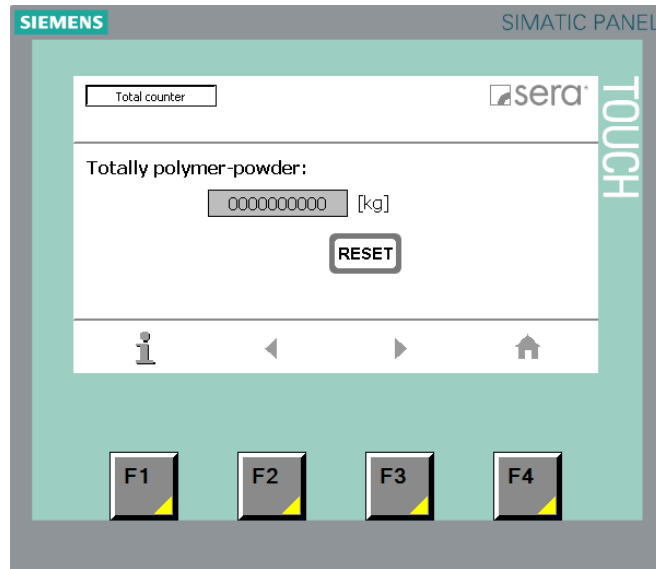 SIEMENS
SIMATIC PANEL
TOUCH
Total counter
sera
Totally polymer-powder:
0000000000 [kg]
RESET
F1 F2 F3 F4